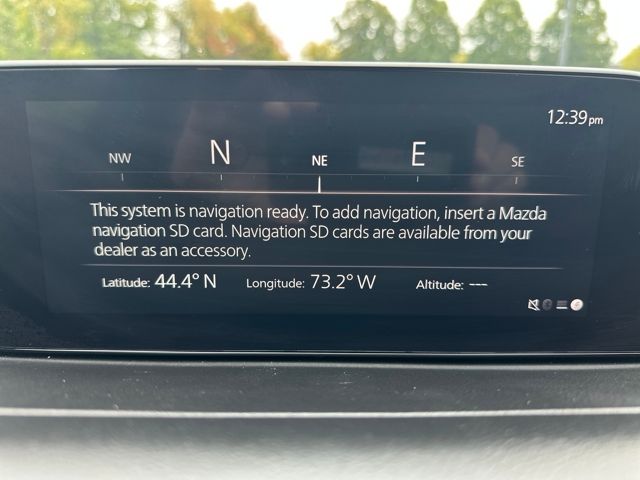 12:39pm
NW N NE E SE
This system is navigation ready. To add navigation, insert a Mazda
navigation SD card. Navigation SD cards are available from your
dealer as an accessory.
Latitude: 44.4° N Longitude: 73.2° W Altitude: ---